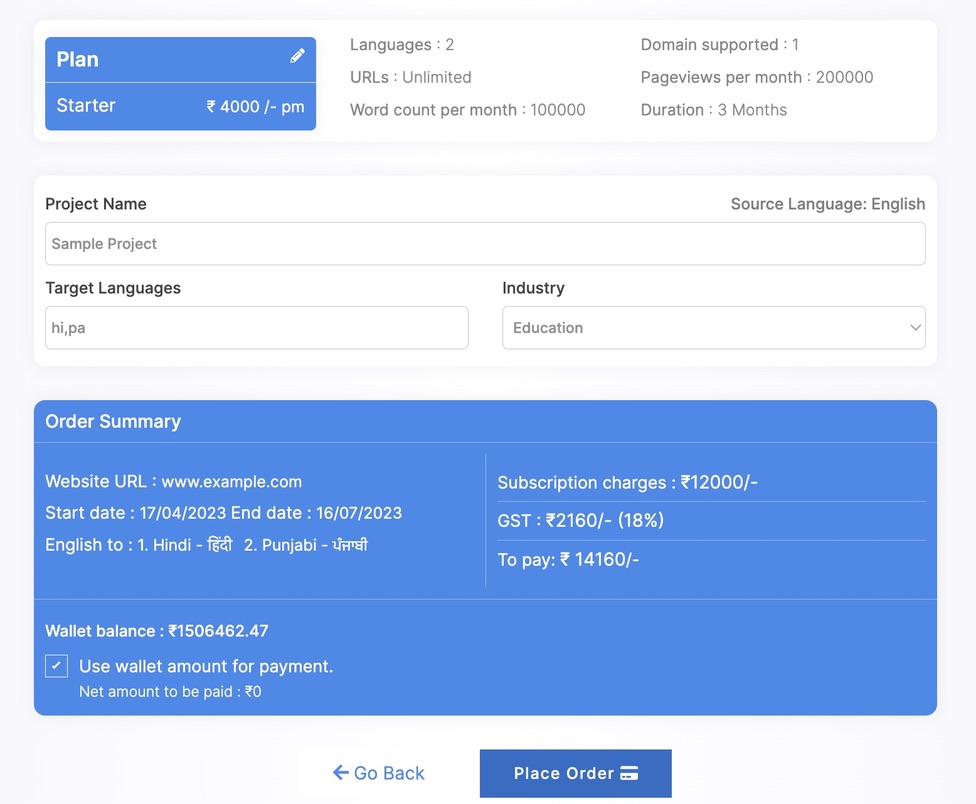 Plan
Starter ₹ 4000 /- pm
Languages : 2
URLs : Unlimited
Word count per month : 100000
Domain supported : 1
Pageviews per month : 200000
Duration : 3 Months
Project Name
Source Language: English
Sample Project
Target Languages
hi,pa
Industry
Education
Order Summary
Website URL : www.example.com
Start date : 17/04/2023 End date : 16/07/2023
English to : 1. Hindi - हिंदी 2. Punjabi - ਪੰਜਾਬੀ
Subscription charges : ₹12000/-
GST : ₹2160/- (18%)
To pay: ₹ 14160/-
Wallet balance : ₹1506462.47
Use wallet amount for payment.
Net amount to be paid : ₹0
Go Back
Place Order